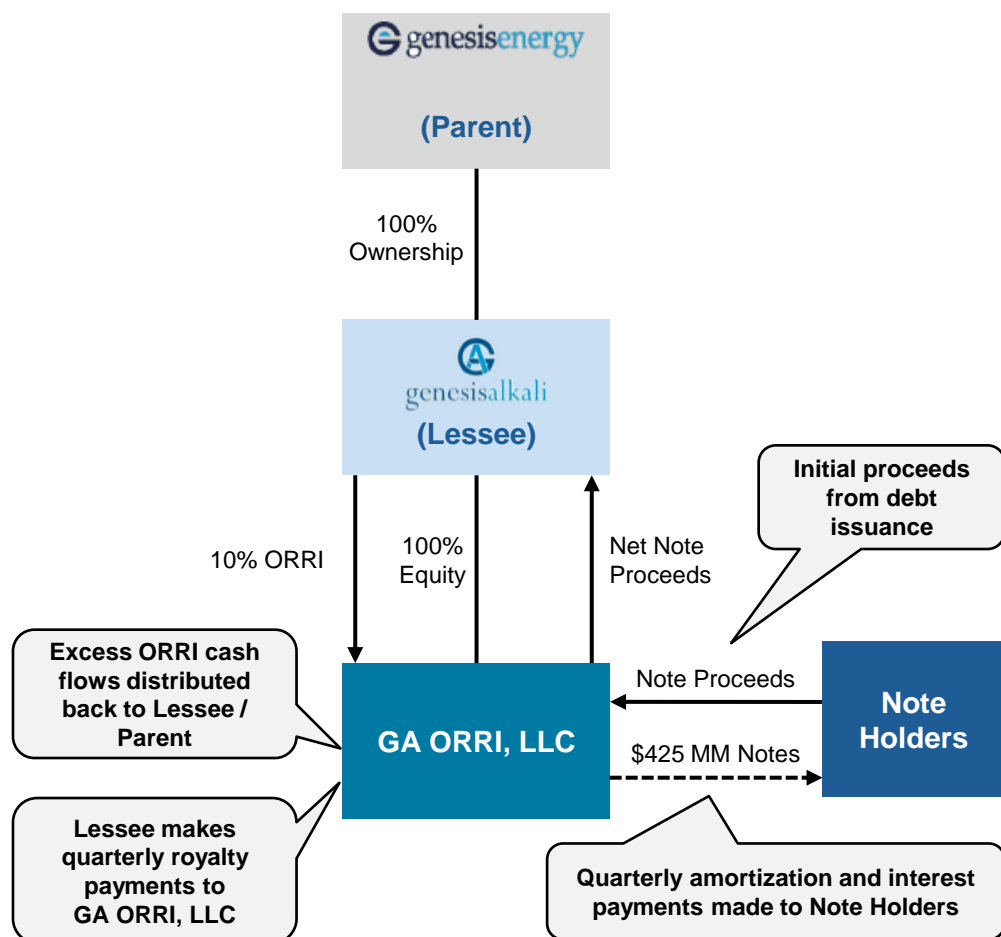 genesisenergy
(Parent)
100%
Ownership
genesisalkali
(Lessee)
Initial proceeds
from debt
issuance
10% ORRI
100%
Equity
Net Note
Proceeds
Excess ORRI cash
flows distributed
back to Lessee /
Parent
GA ORRI, LLC
Note Proceeds
$425 MM Notes
Note
Holders
Lessee makes
quarterly royalty
payments to
GA ORRI, LLC
Quarterly amortization and interest
payments made to Note Holders